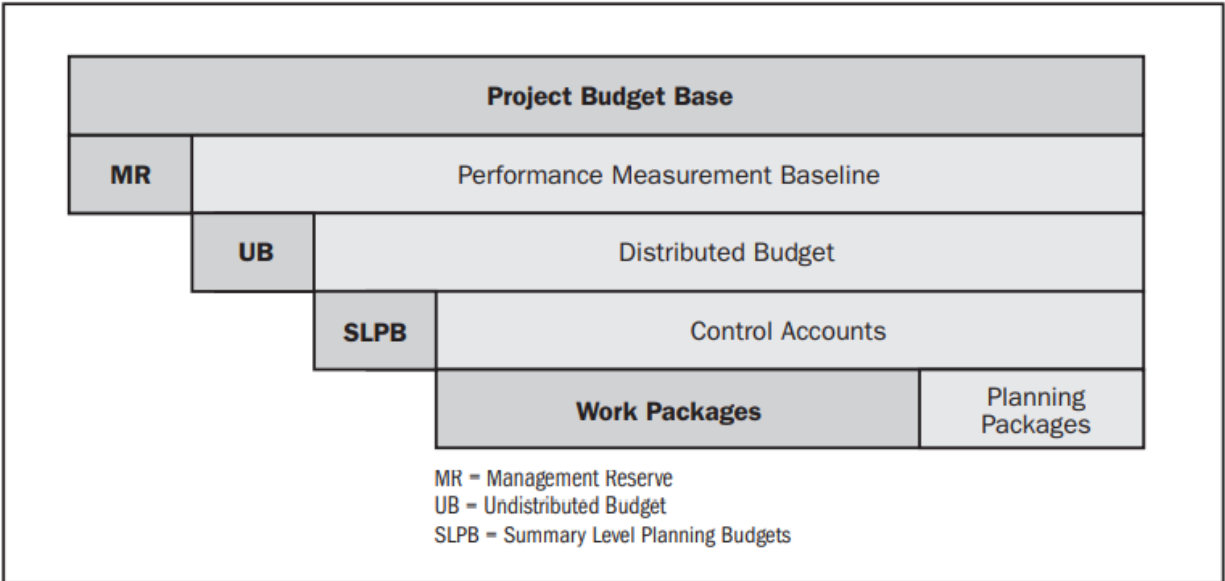 Project Budget Base
MR
Performance Measurement Baseline
UB
Distributed Budget
SLPB
Control Accounts
Work Packages
Planning
Packages
MR = Management Reserve
UB = Undistributed Budget
SLPB = Summary Level Planning Budgets